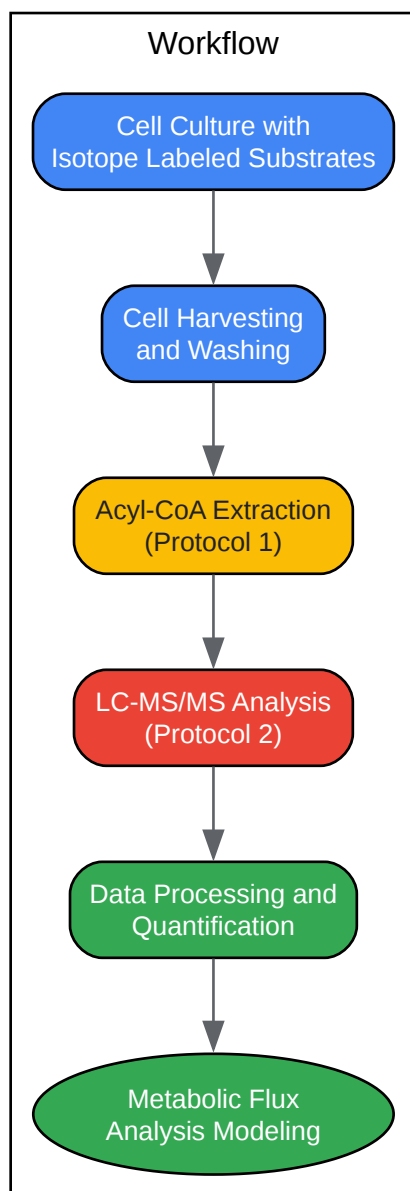 Workflow
Cell Culture with
Isotope Labeled Substrates
Cell Harvesting
and Washing
Acyl-CoA Extraction
(Protocol 1)
LC-MS/MS Analysis
(Protocol 2)
Data Processing and
Quantification
Metabolic Flux
Analysis Modeling